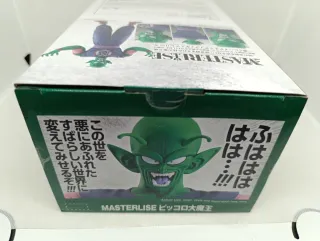 MASTERLISE
ふはははは
はは…!!!
この世を
悪にあふれた
すばらしい世界に
変えてみせるぞ!!!
MASTERLISE ピッコロ大魔王